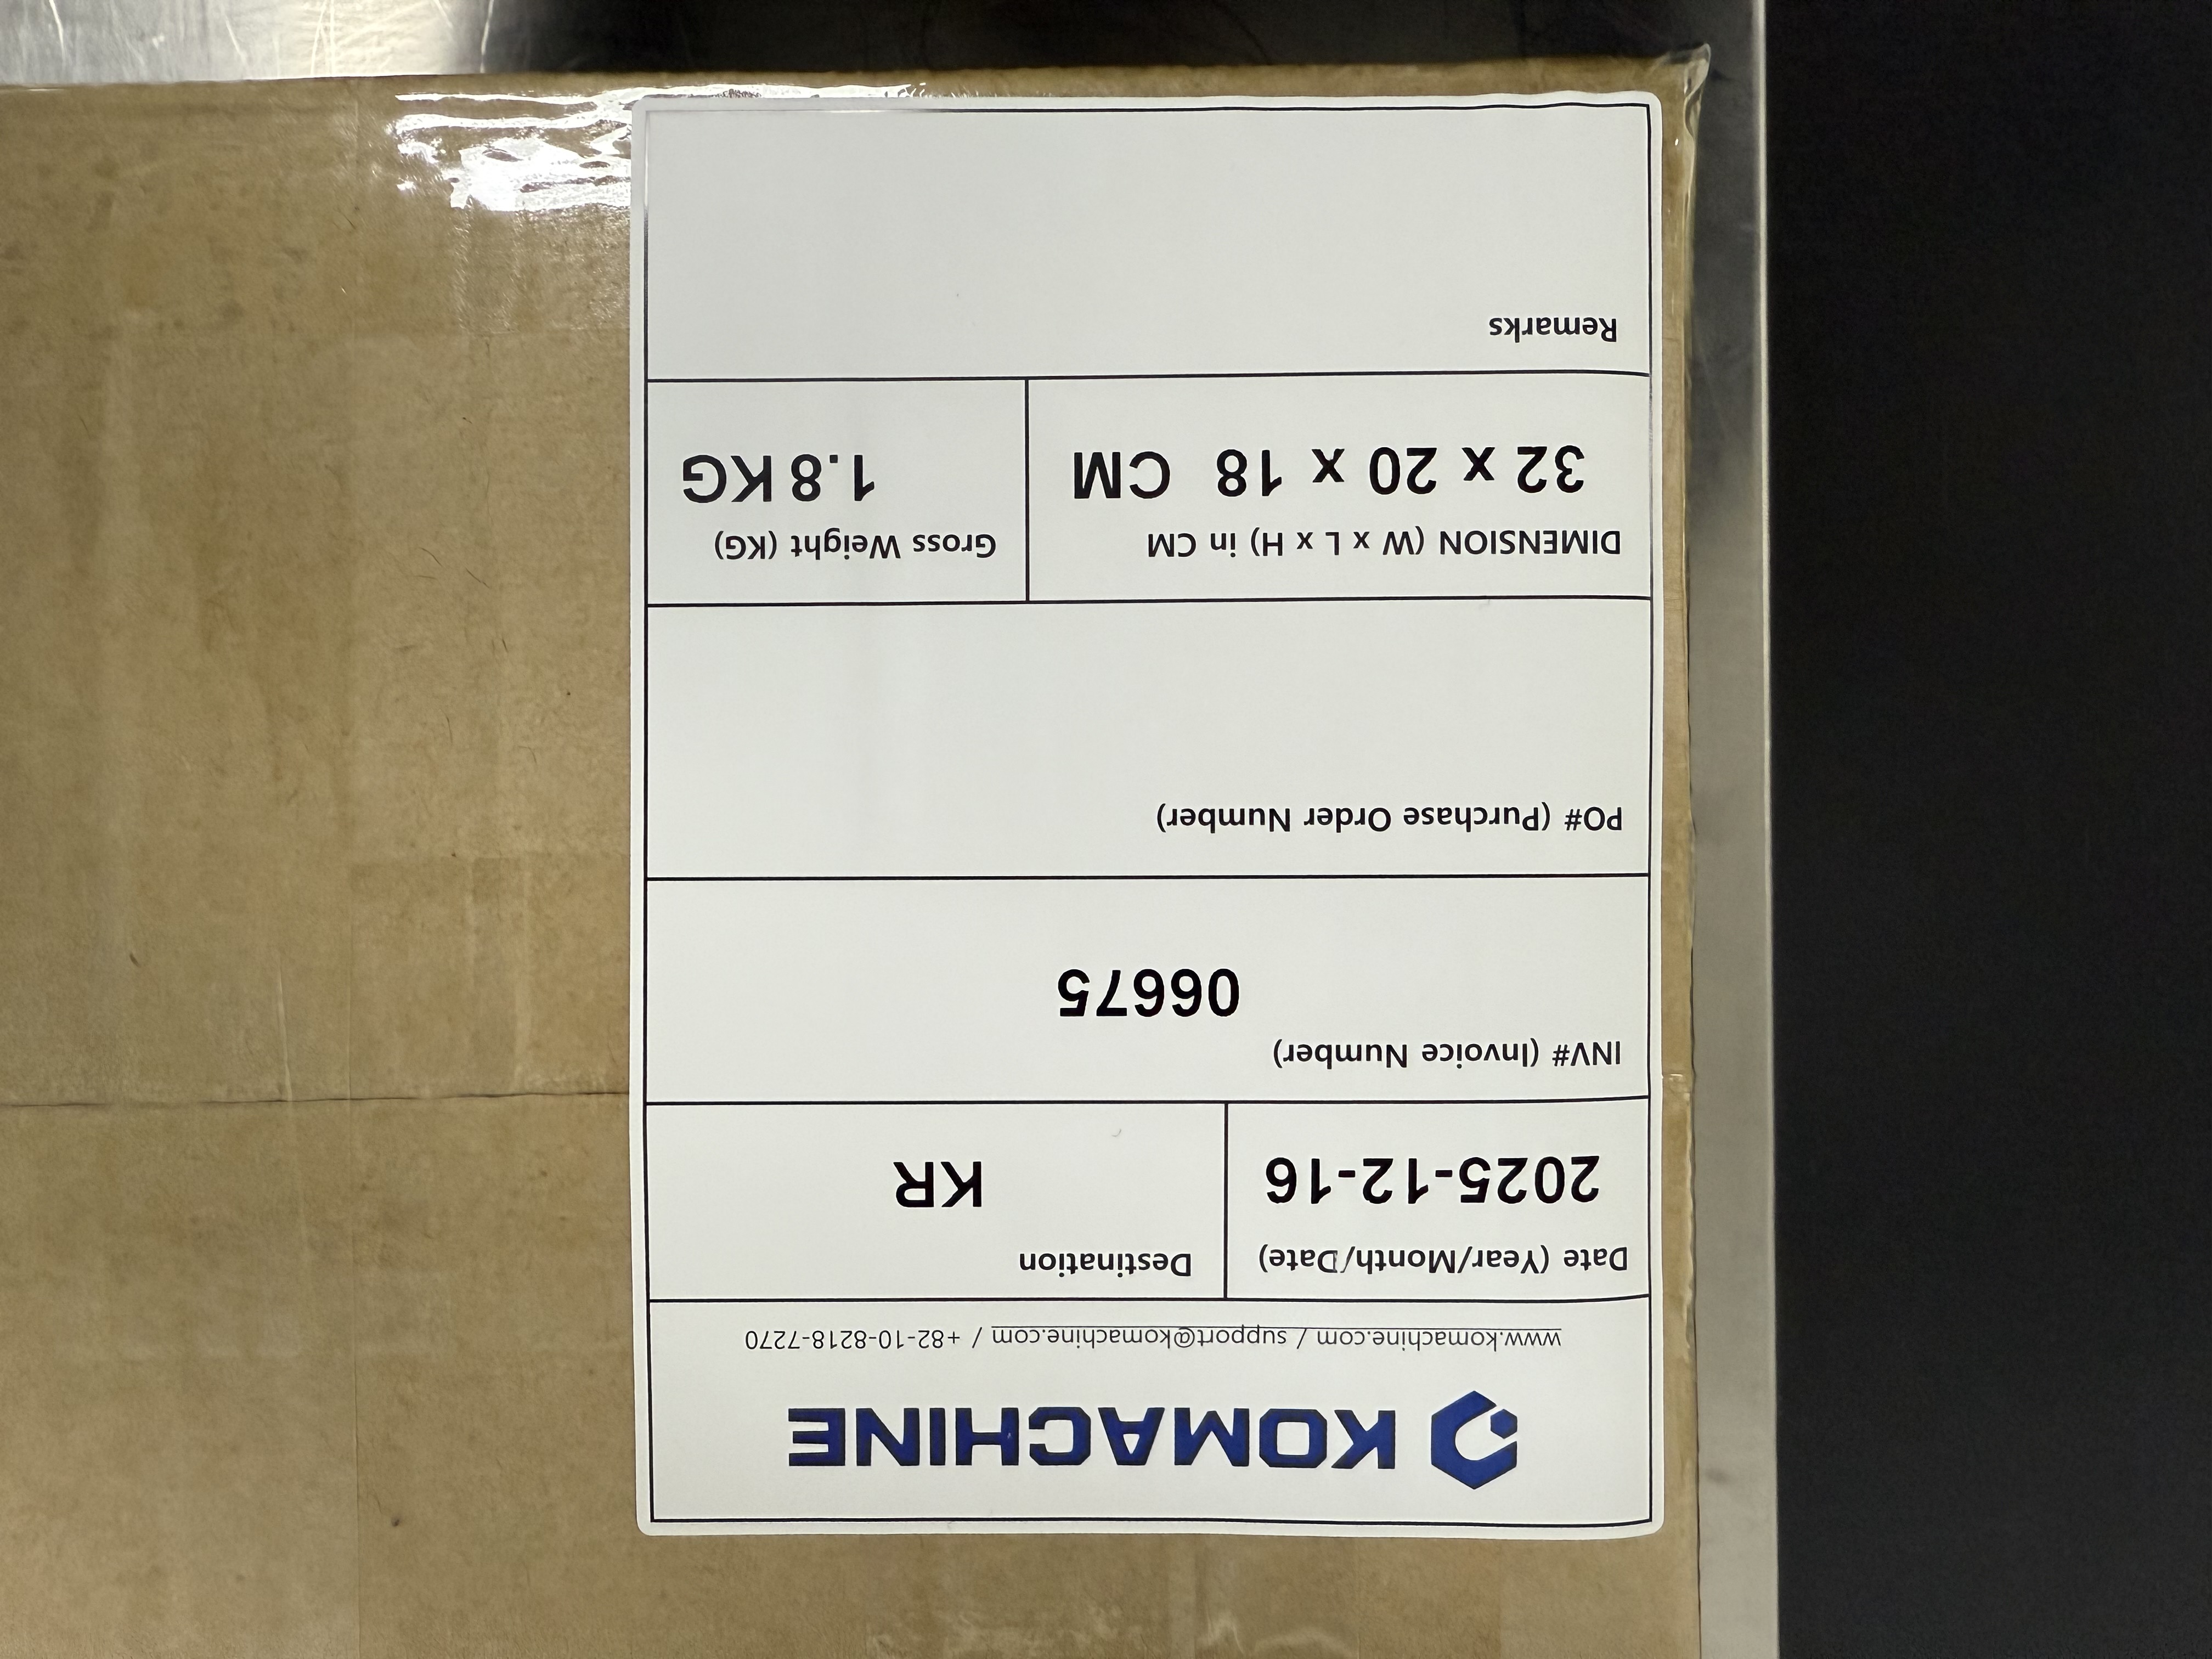 KOMACHINE
www.komachine.com / support@komachine.com / +82-10-8218-7270
Date (Year/Month/Date) Destination
2025-12-16 KR
INV# (Invoice Number)
06675
PO# (Purchase Order Number)
DIMENSION (W x L x H) in CM Gross Weight (KG)
32 x 20 x 18 CM 1.8 KG
Remarks